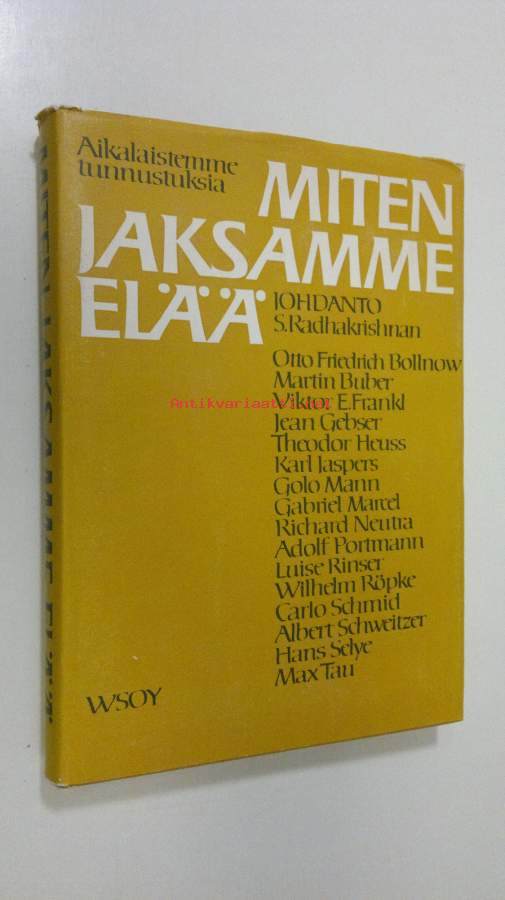 Aikalaistemme
tunnustuksia
MITEN
JAKSAMME
ELÄÄ
JOHDANTO
S. Radhakrishnan
Otto Friedrich Bollnow
Martin Buber
Viktor E. Frankl
Jean Gebser
Theodor Heuss
Karl Jaspers
Golo Mann
Gabriel Marcel
Richard Neutra
Adolf Portmann
Luise Rinser
Wilhelm Röpke
Carlo Schmid
Albert Schweitzer
Hans Selye
Max Tau
WSOY
MITEN JAKSAMME ELÄÄ
Antikvariaatti.net